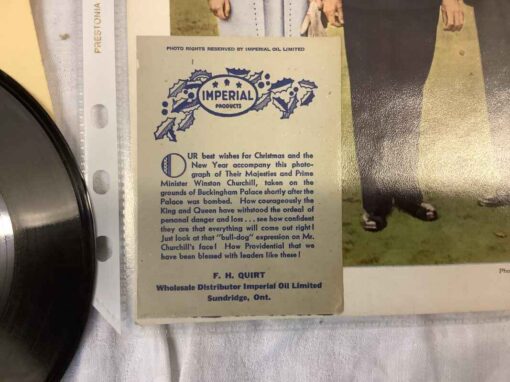 PRESTONIA
PHOTO RIGHTS RESERVED BY IMPERIAL OIL LIMITED
IMPERIAL
PRODUCTS
OUR best wishes for Christmas and the
New Year accompany this photo-
graph of Their Majesties and Prime
Minister Winston Churchill, taken on the
grounds of Buckingham Palace shortly after the
Palace was bombed. How courageously the
King and Queen have withstood the ordeal of
personal danger and loss . . . see how confident
they are that everything will come out right!
Just look at that "bull-dog" expression on Mr.
Churchill's face! How Providential that we
have been blessed with leaders like these!
F. H. QUIRT
Wholesale Distributor Imperial Oil Limited
Sundridge, Ont.
Pho